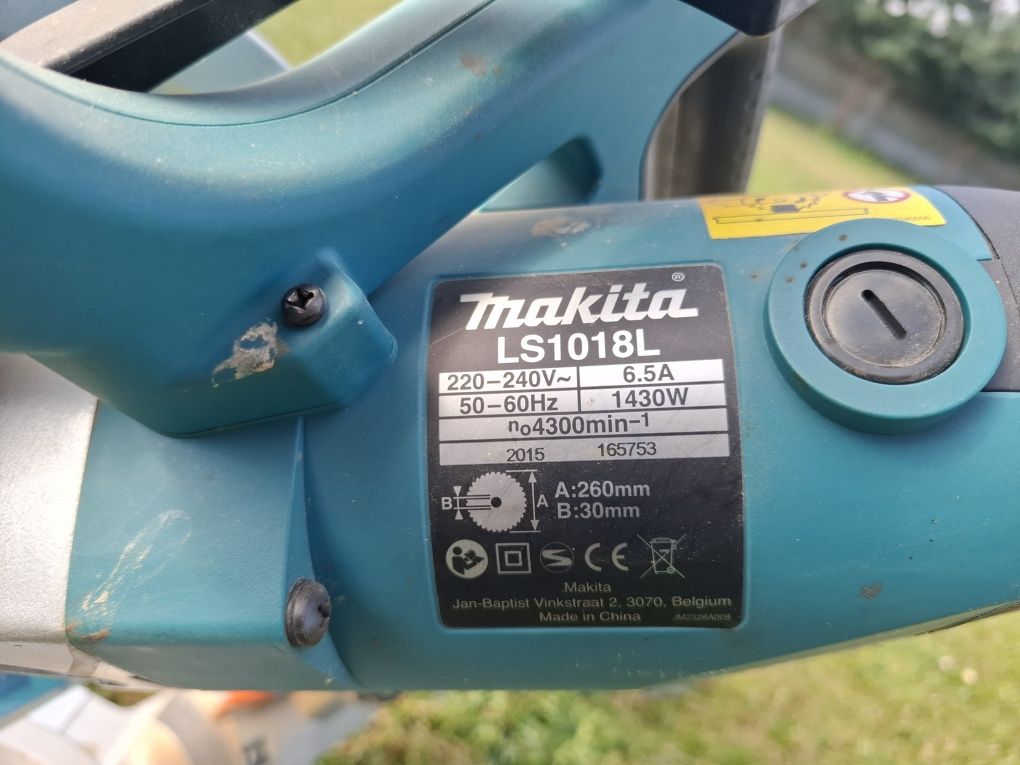 makita®
LS1018L
220-240V~ 6.5A
50-60Hz 1430W
n₀4300min⁻¹
2015 165753
B A A:260mm
B:30mm
CE
Makita
Jan-Baptist Vinkstraat 2, 3070, Belgium
Made in China JM2328A008